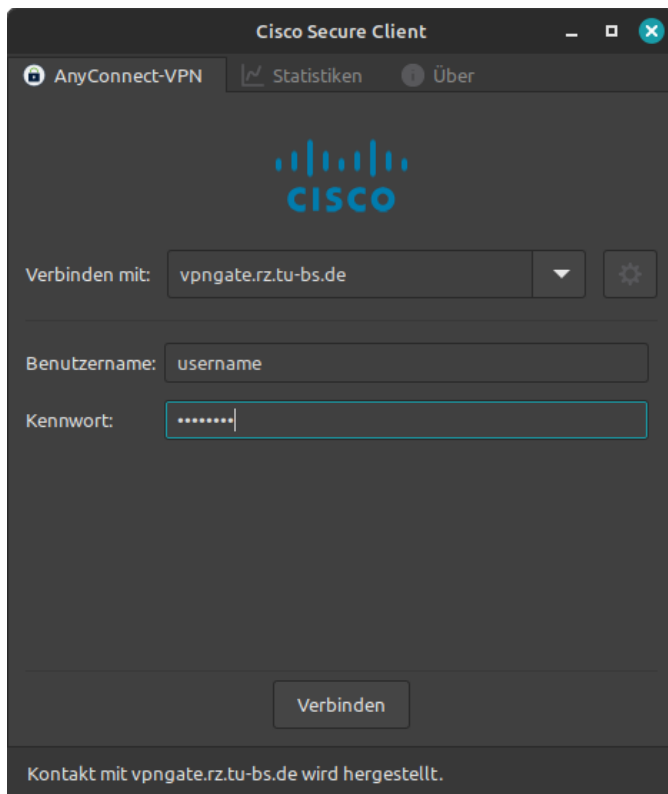 Cisco Secure Client
AnyConnect-VPN Statistiken Über
CISCO
Verbinden mit: vpngate.rz.tu-bs.de
Benutzername: username
Kennwort: ••••••••
Verbinden
Kontakt mit vpngate.rz.tu-bs.de wird hergestellt.